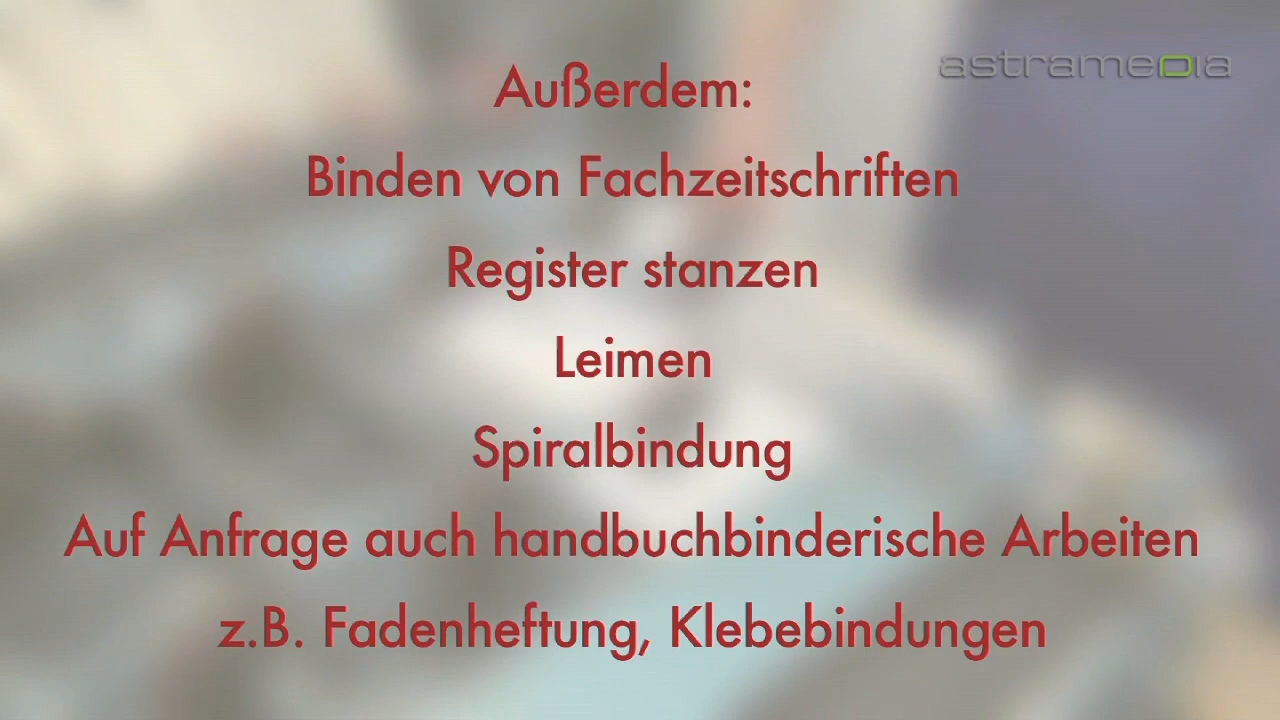 astramedia
Außerdem:
Binden von Fachzeitschriften
Register stanzen
Leimen
Spiralbindung
Auf Anfrage auch handbuchbinderische Arbeiten
z.B. Fadenheftung, Klebebindungen